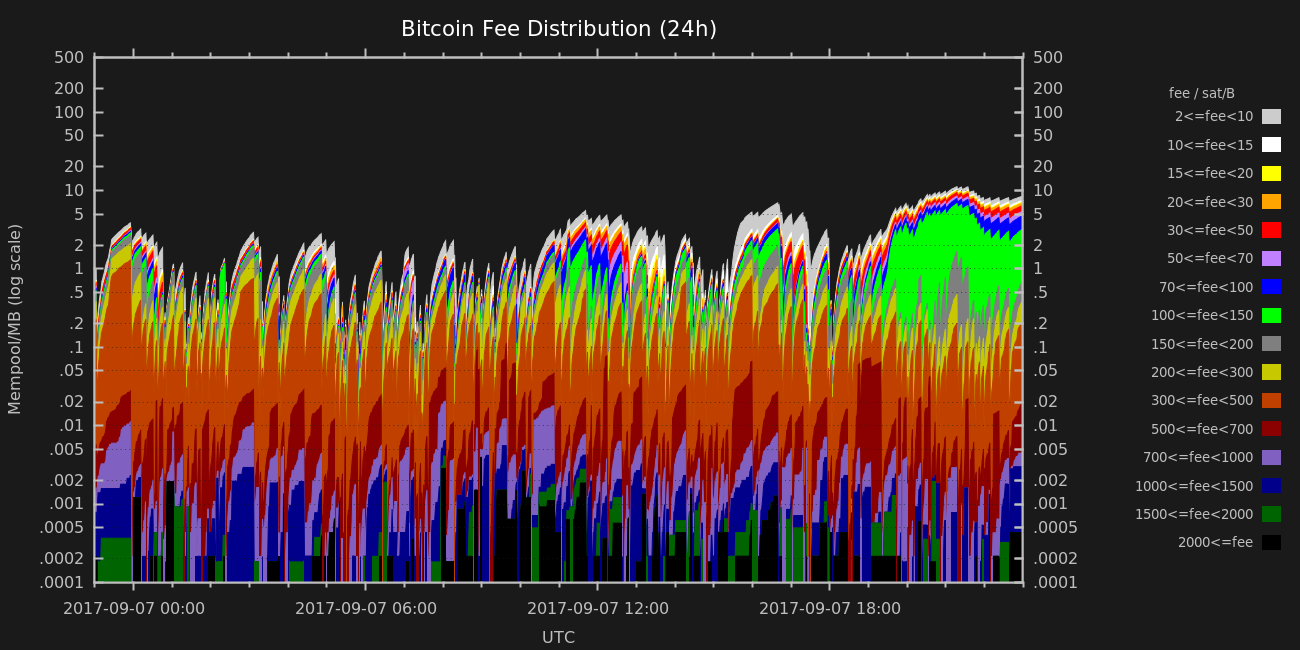 Bitcoin Fee Distribution (24h)
500
200
100
50
20
10
5
2
1
.5
.2
.1
.05
.02
.01
.005
.002
.001
.0005
.0002
.0001
Mempool/MB (log scale)
500
200
100
50
20
10
5
2
1
.5
.2
.1
.05
.02
.01
.005
.002
.001
.0005
.0002
.0001
2017-09-07 00:00 2017-09-07 06:00 2017-09-07 12:00 2017-09-07 18:00
UTC
fee / sat/B
2<=fee<10
10<=fee<15
15<=fee<20
20<=fee<30
30<=fee<50
50<=fee<70
70<=fee<100
100<=fee<150
150<=fee<200
200<=fee<300
300<=fee<500
500<=fee<700
700<=fee<1000
1000<=fee<1500
1500<=fee<2000
2000<=fee